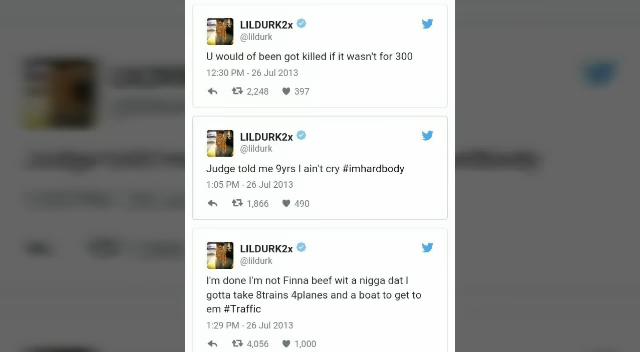 LILDURK2x
@lildurk
U would of been got killed if it wasn't for 300
12:30 PM - 26 Jul 2013
2,248 397
LILDURK2x
@lildurk
Judge told me 9yrs I ain't cry #imhardbody
1:05 PM - 26 Jul 2013
1,866 490
LILDURK2x
@lildurk
I'm done I'm not Finna beef wit a nigga dat I
gotta take 8trains 4planes and a boat to get to
em #Traffic
1:29 PM - 26 Jul 2013
4,056 1,000